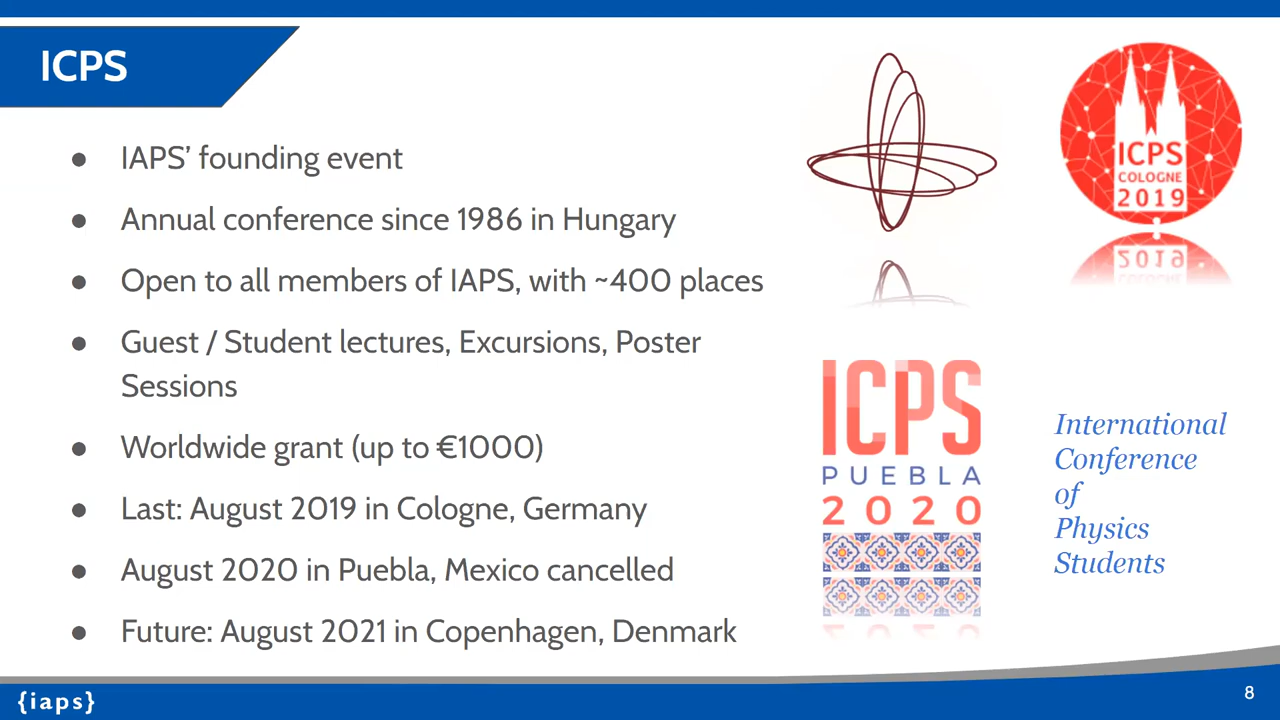 ICPS
● IAPS’ founding event
● Annual conference since 1986 in Hungary
● Open to all members of IAPS, with ~400 places
● Guest / Student lectures, Excursions, Poster
Sessions
● Worldwide grant (up to €1000)
● Last: August 2019 in Cologne, Germany
● August 2020 in Puebla, Mexico cancelled
● Future: August 2021 in Copenhagen, Denmark
ICPS
COLOGNE
2019
ICPS
PUEBLA
2020
International
Conference
of
Physics
Students
{iaps}
8